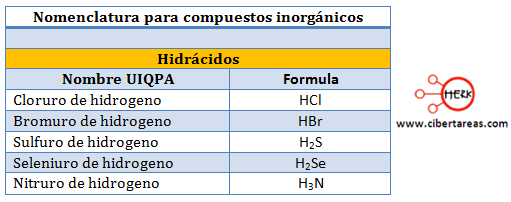 Nomenclatura para compuestos inorgánicos
Hidrácidos
Nombre UIQPA Formula
Cloruro de hidrogeno HCl
Bromuro de hidrogeno HBr
Sulfuro de hidrogeno H₂S
Seleniuro de hidrogeno H₂Se
Nitruro de hidrogeno H₃N
HERK
www.cibertareas.com